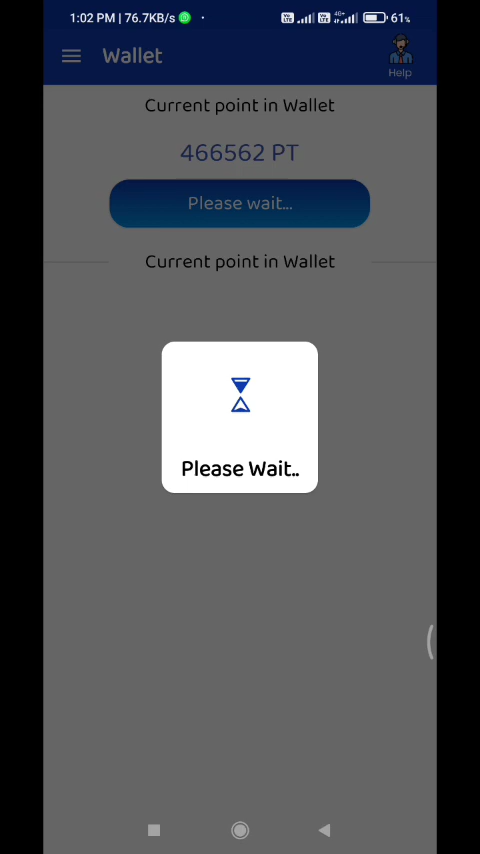 1:02 PM | 76.7KB/s
61%
Wallet
Help
Current point in Wallet
466562 PT
Please wait...
Current point in Wallet
Please Wait..